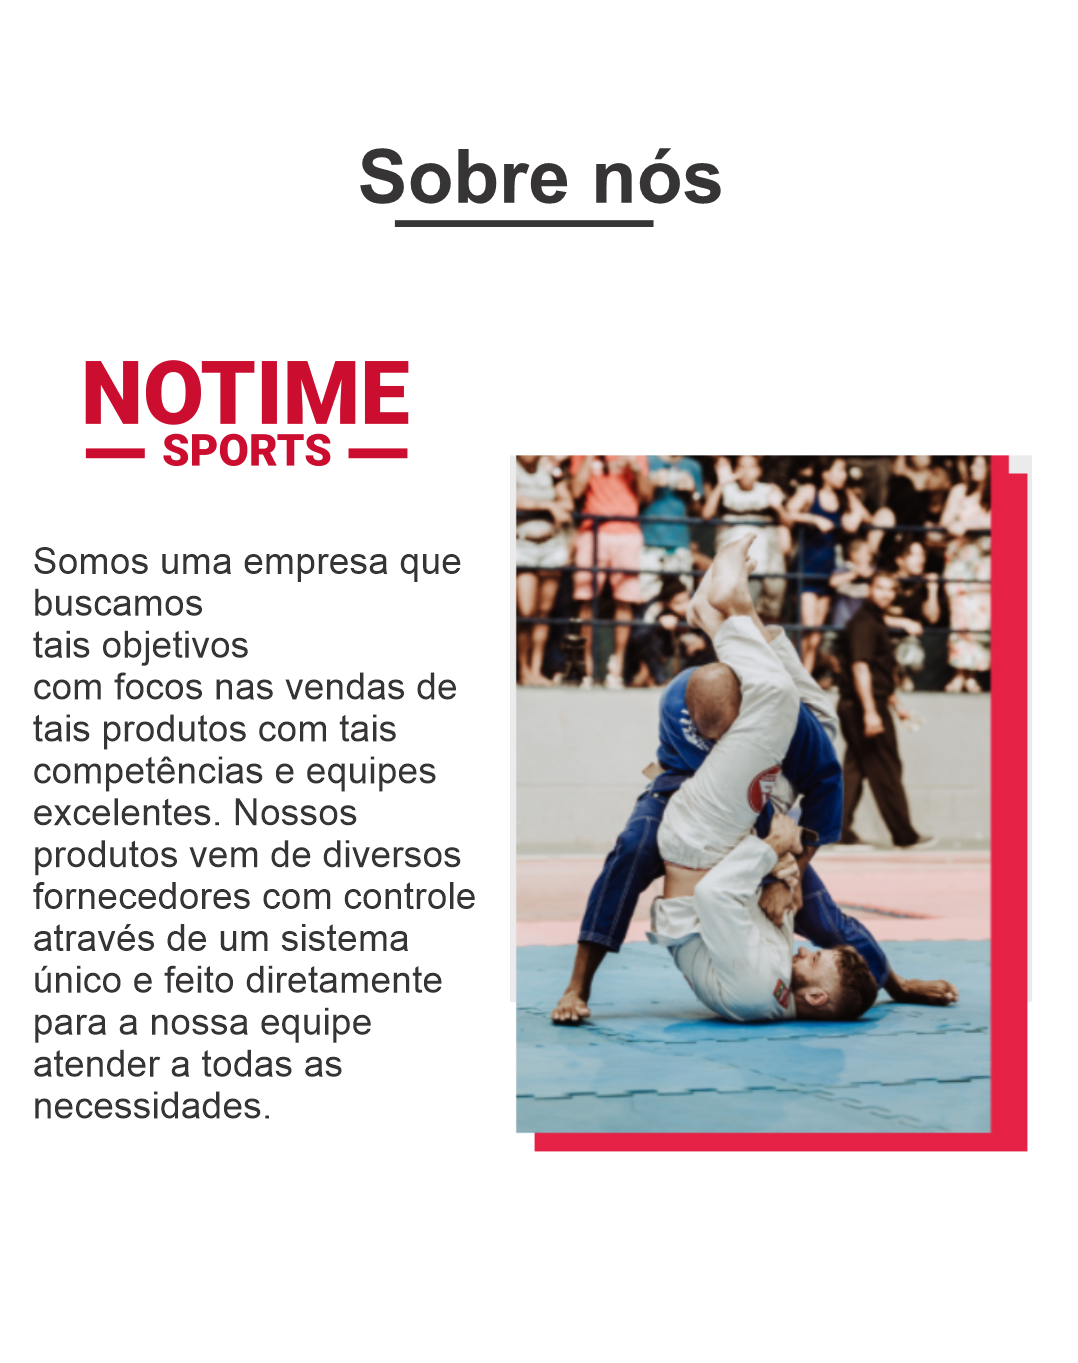 Sobre nós
NOTIME
SPORTS
Somos uma empresa que
buscamos
tais objetivos
com focos nas vendas de
tais produtos com tais
competências e equipes
excelentes. Nossos
produtos vem de diversos
fornecedores com controle
através de um sistema
único e feito diretamente
para a nossa equipe
atender a todas as
necessidades.